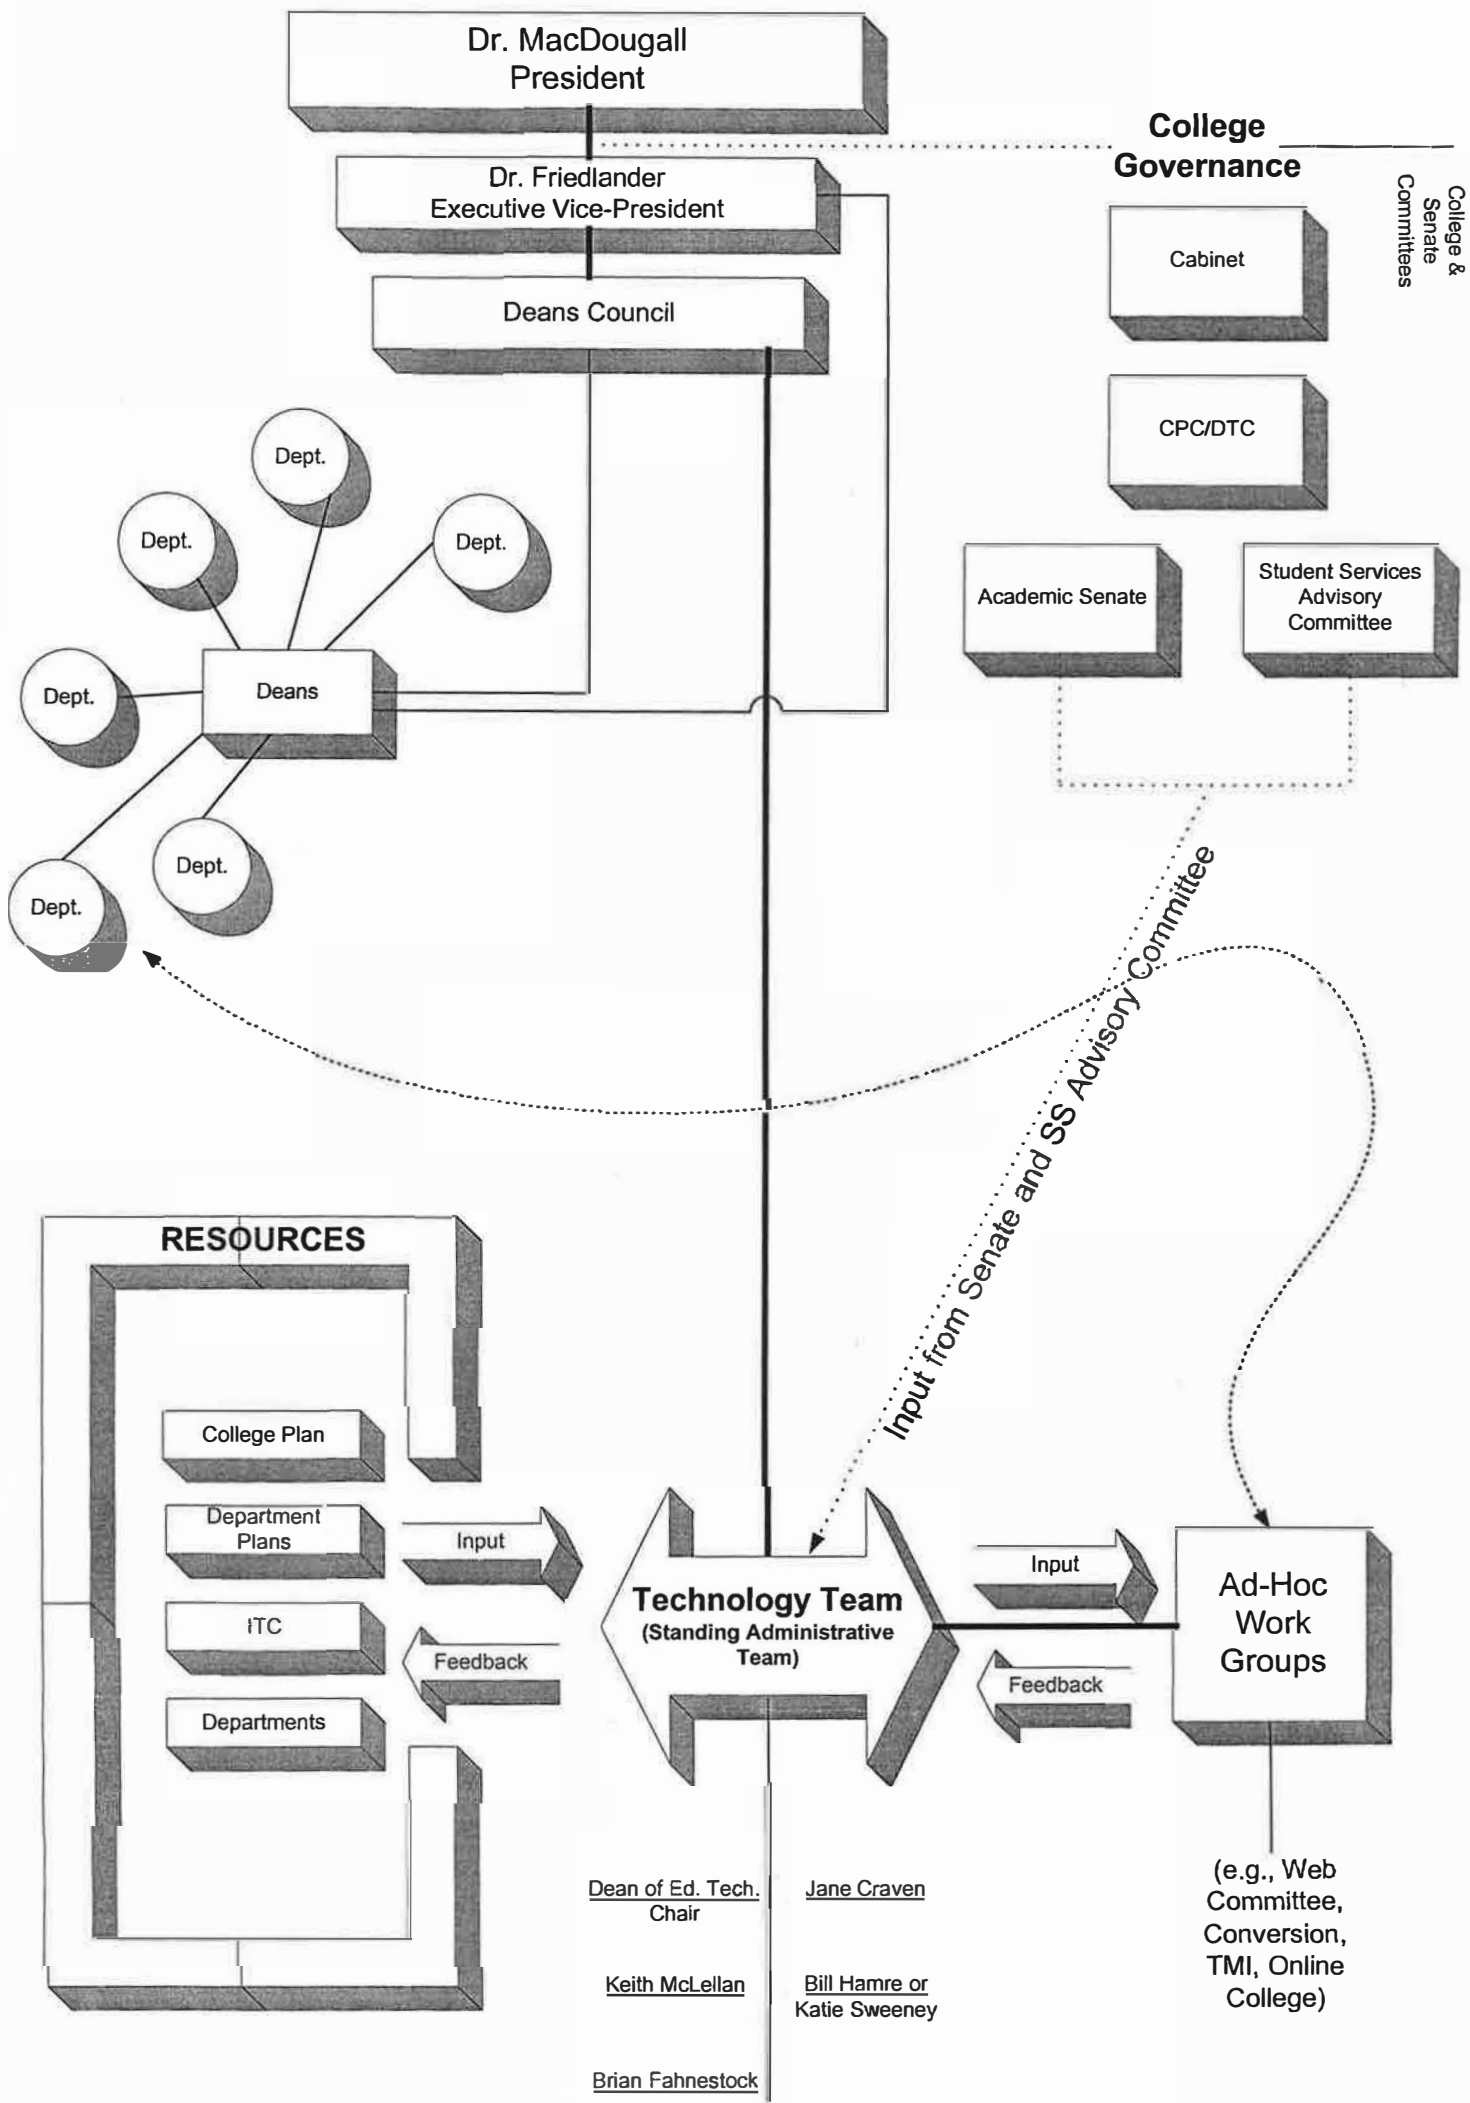 Dr. MacDougall
President
College
Governance
College &
Senate
Committees
Dr. Friedlander
Executive Vice-President
Cabinet
Deans Council
CPC/DTC
Dept.
Dept.
Dept.
Academic Senate
Student Services
Advisory
Committee
Dept.
Deans
Dept.
Dept.
Input from Senate and SS Advisory Committee
RESOURCES
College Plan
Department
Plans
ITC
Departments
Input
Feedback
Technology Team
(Standing Administrative
Team)
Input
Feedback
Ad-Hoc
Work
Groups
Dean of Ed. Tech.
Chair
Jane Craven
Keith McLellan
Bill Hamre or
Katie Sweeney
Brian Fahnestock
(e.g., Web
Committee,
Conversion,
TMI, Online
College)